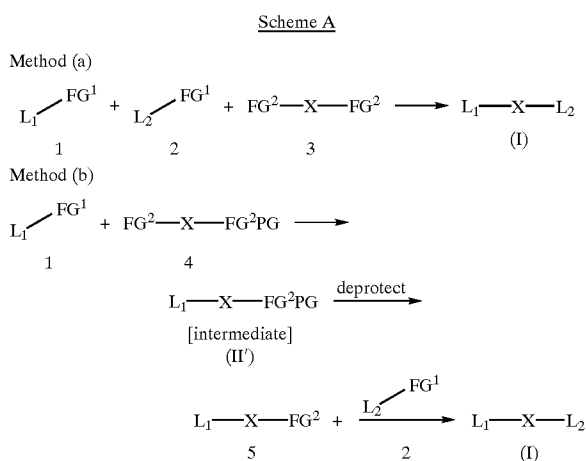 Scheme A
Method (a)
L₁—FG¹ + L₂—FG¹ + FG²—X—FG² ⟶ L₁—X—L₂
1 2 3 (I)
Method (b)
L₁—FG¹ + FG²—X—FG²PG ⟶
1 4
L₁—X—FG²PG deprotect ⟶
[intermediate]
(II')
L₁—X—FG² + L₂—FG¹ ⟶ L₁—X—L₂
5 2 (I)